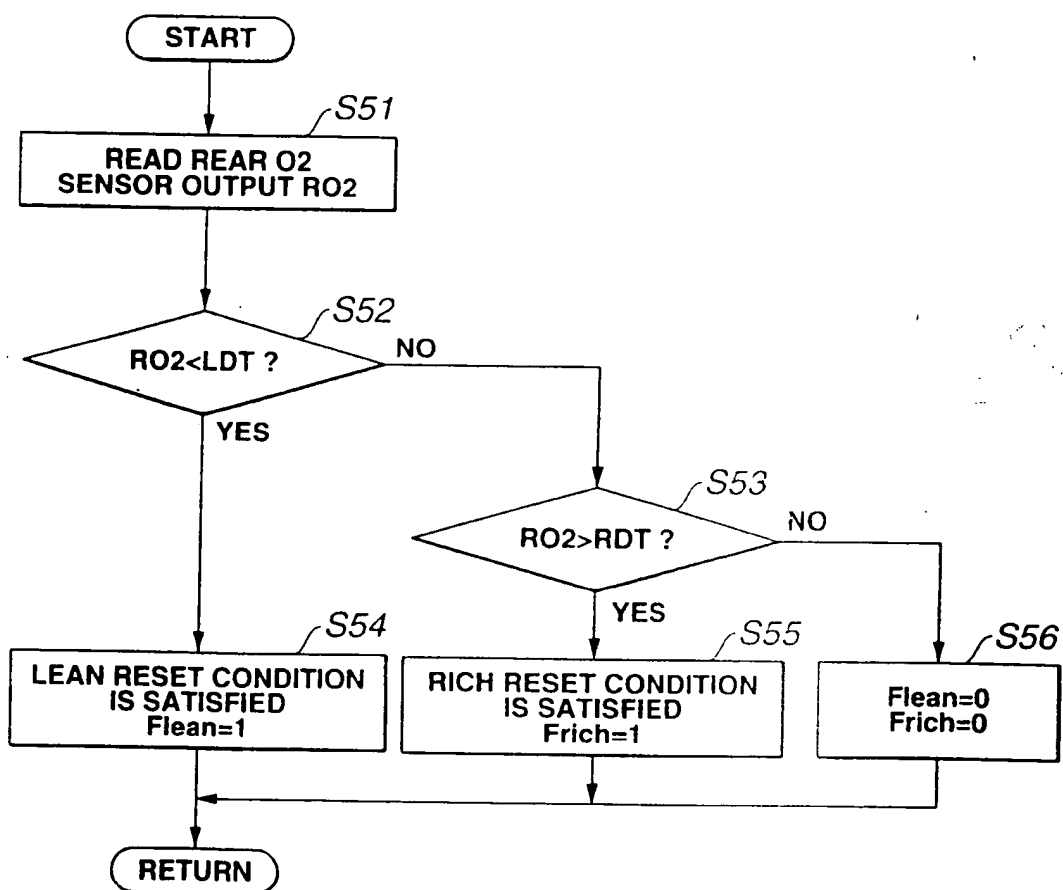 START
S51
READ REAR O2
SENSOR OUTPUT RO2
S52
RO2<LDT ?
NO
YES
S53
RO2>RDT ?
NO
YES
S54
LEAN RESET CONDITION
IS SATISFIED
Flean=1
S55
RICH RESET CONDITION
IS SATISFIED
Frich=1
S56
Flean=0
Frich=0
RETURN